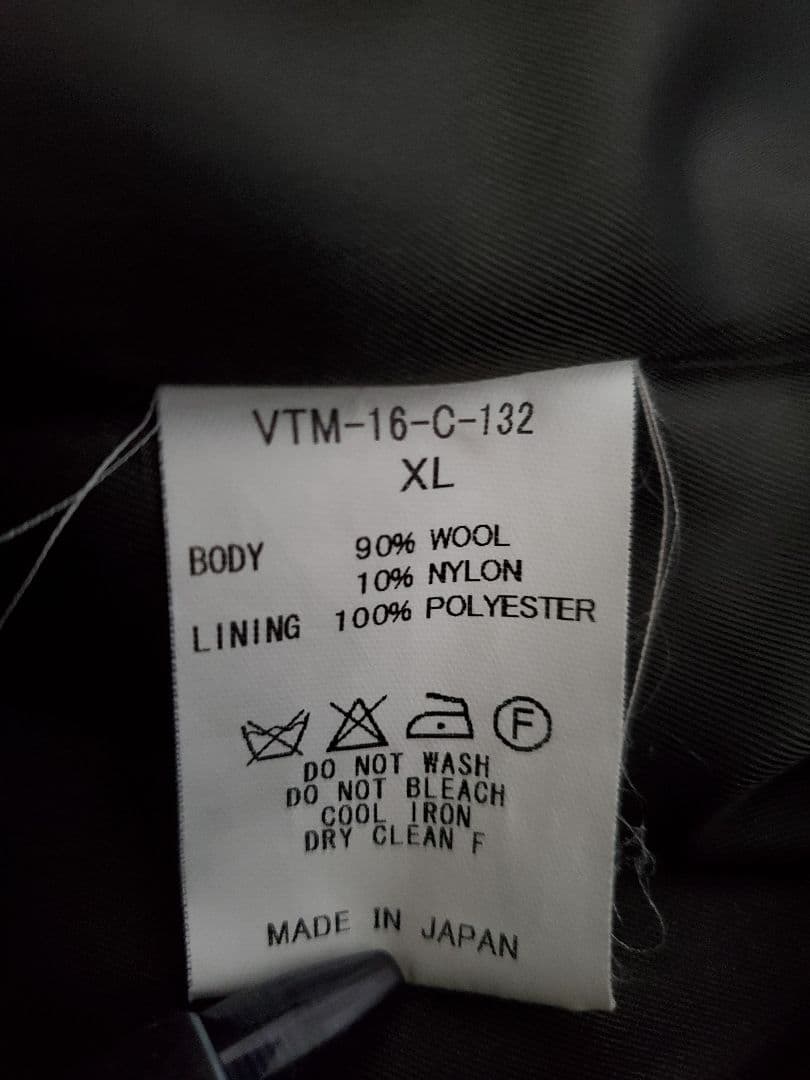 VTM-16-C-132
XL
BODY 90% WOOL
10% NYLON
LINING 100% POLYESTER
F
DO NOT WASH
DO NOT BLEACH
COOL IRON
DRY CLEAN F
MADE IN JAPAN